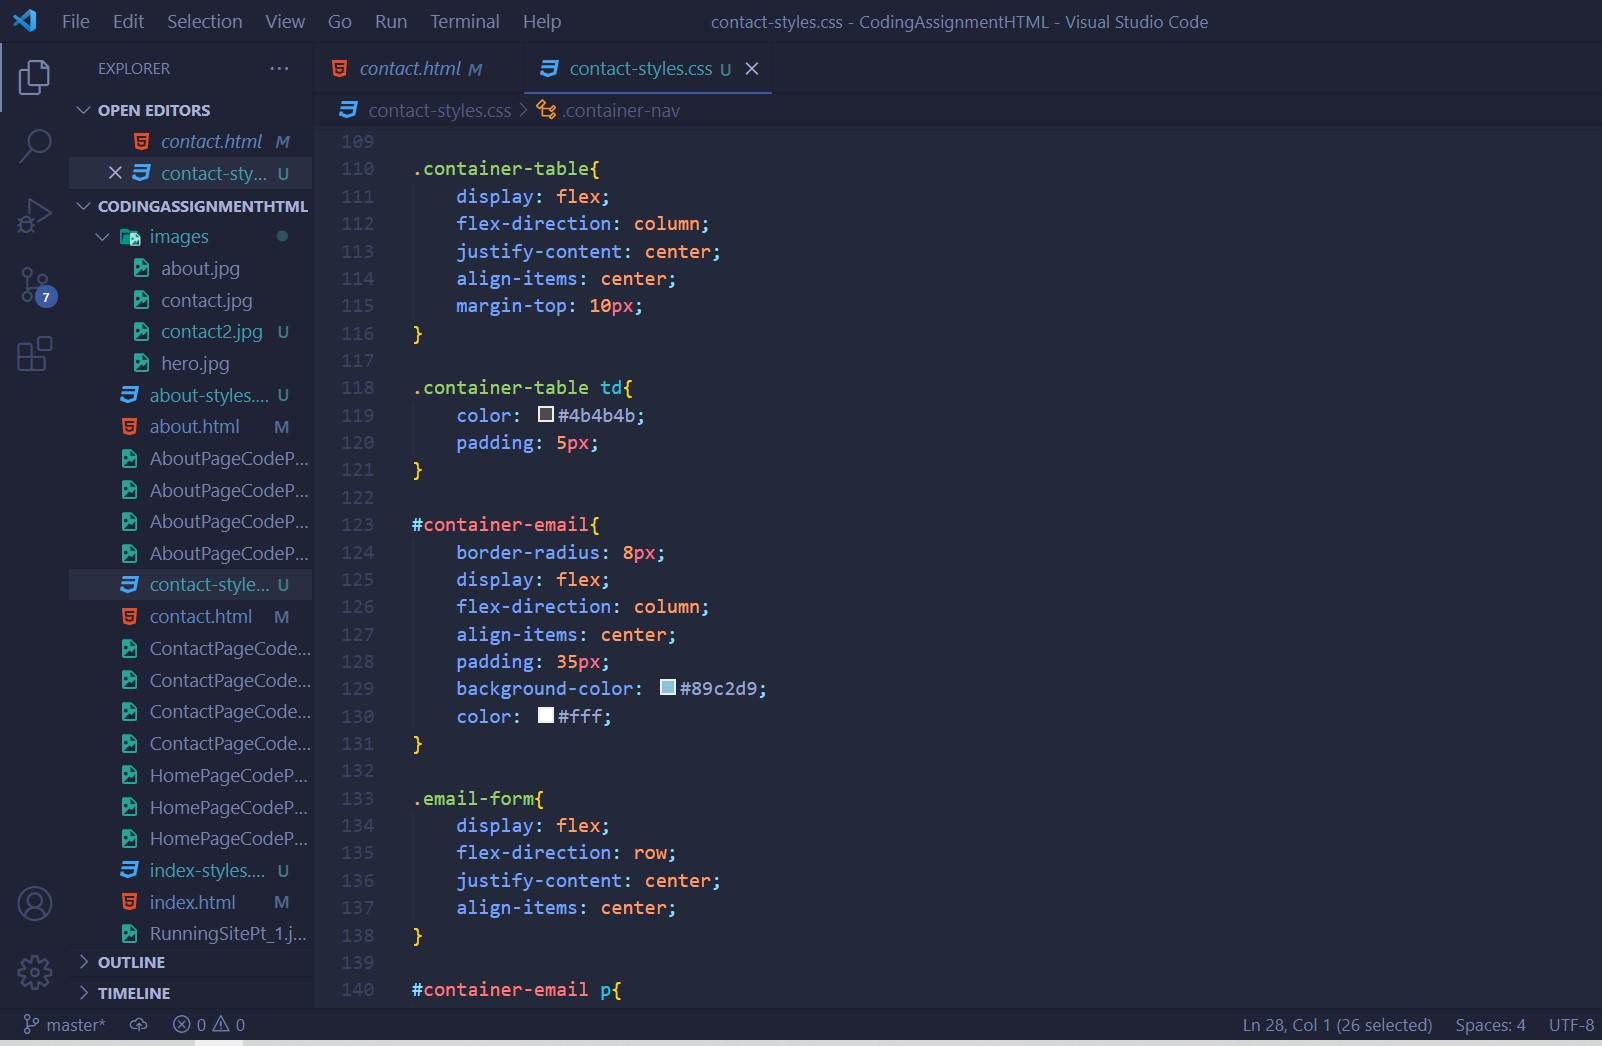 File Edit Selection View Go Run Terminal Help contact-styles.css - CodingAssignmentHTML - Visual Studio Code
EXPLORER ···
OPEN EDITORS
contact.html M
contact-sty... U
CODINGASSIGNMENTHTML
images
about.jpg
contact.jpg
contact2.jpg U
hero.jpg
about-styles.... U
about.html M
AboutPageCodeP...
AboutPageCodeP...
AboutPageCodeP...
AboutPageCodeP...
contact-style... U
contact.html M
ContactPageCode...
ContactPageCode...
ContactPageCode...
ContactPageCode...
HomePageCodeP...
HomePageCodeP...
HomePageCodeP...
index-styles.... U
index.html M
RunningSitePt_1.j...
OUTLINE
TIMELINE
7
contact.html M contact-styles.css U
contact-styles.css > .container-nav
109
110 .container-table{
111 display: flex;
112 flex-direction: column;
113 justify-content: center;
114 align-items: center;
115 margin-top: 10px;
116 }
117
118 .container-table td{
119 color: #4b4b4b;
120 padding: 5px;
121 }
122
123 #container-email{
124 border-radius: 8px;
125 display: flex;
126 flex-direction: column;
127 align-items: center;
128 padding: 35px;
129 background-color: #89c2d9;
130 color: #fff;
131 }
132
133 .email-form{
134 display: flex;
135 flex-direction: row;
136 justify-content: center;
137 align-items: center;
138 }
139
140 #container-email p{
master* 0 0 Ln 28, Col 1 (26 selected) Spaces: 4 UTF-8